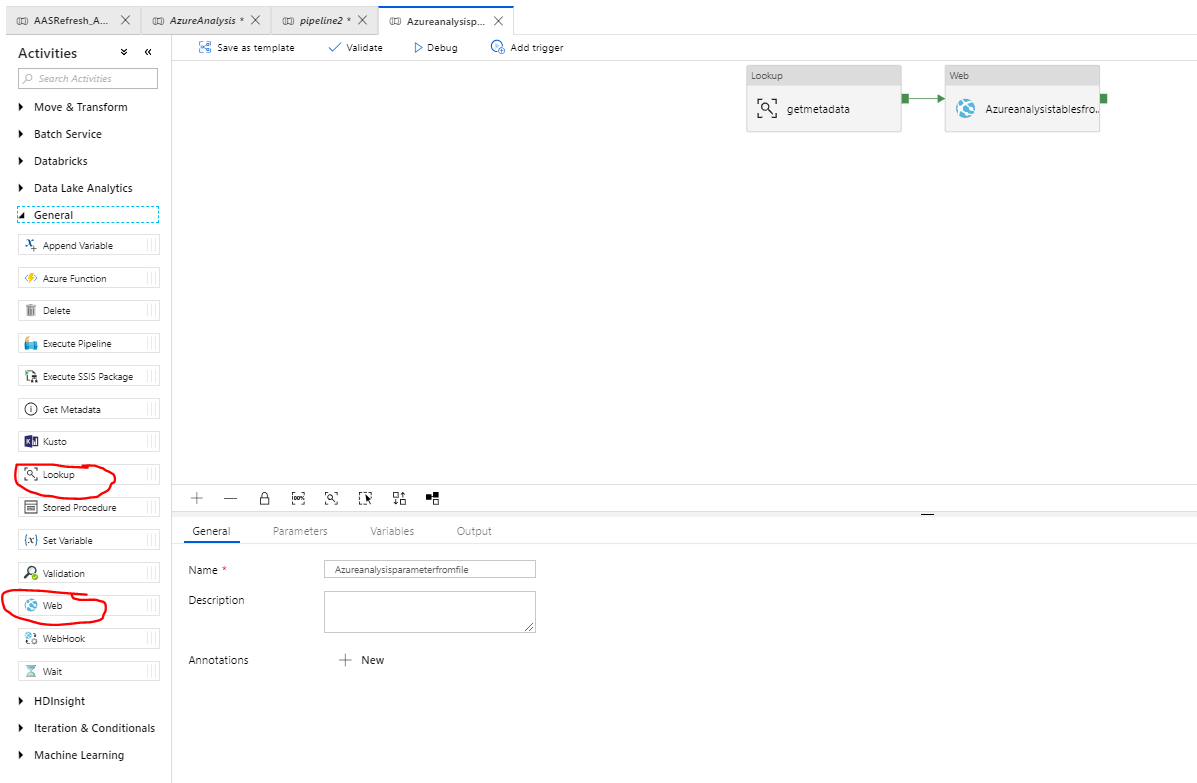 AASRefresh_A...
AzureAnalysis *
pipeline2 *
Azureanalysisp...
Activities
Search Activities
Move & Transform
Batch Service
Databricks
Data Lake Analytics
General
Append Variable
Azure Function
Delete
Execute Pipeline
Execute SSIS Package
Get Metadata
Kusto
Lookup
Stored Procedure
Set Variable
Validation
Web
WebHook
Wait
HDInsight
Iteration & Conditionals
Machine Learning
Save as template
Validate
Debug
Add trigger
Lookup
getmetadata
Web
Azureanalysistablesfro..
100%
General
Parameters
Variables
Output
Name *
Azureanalysisparameterfromfile
Description
Annotations
New